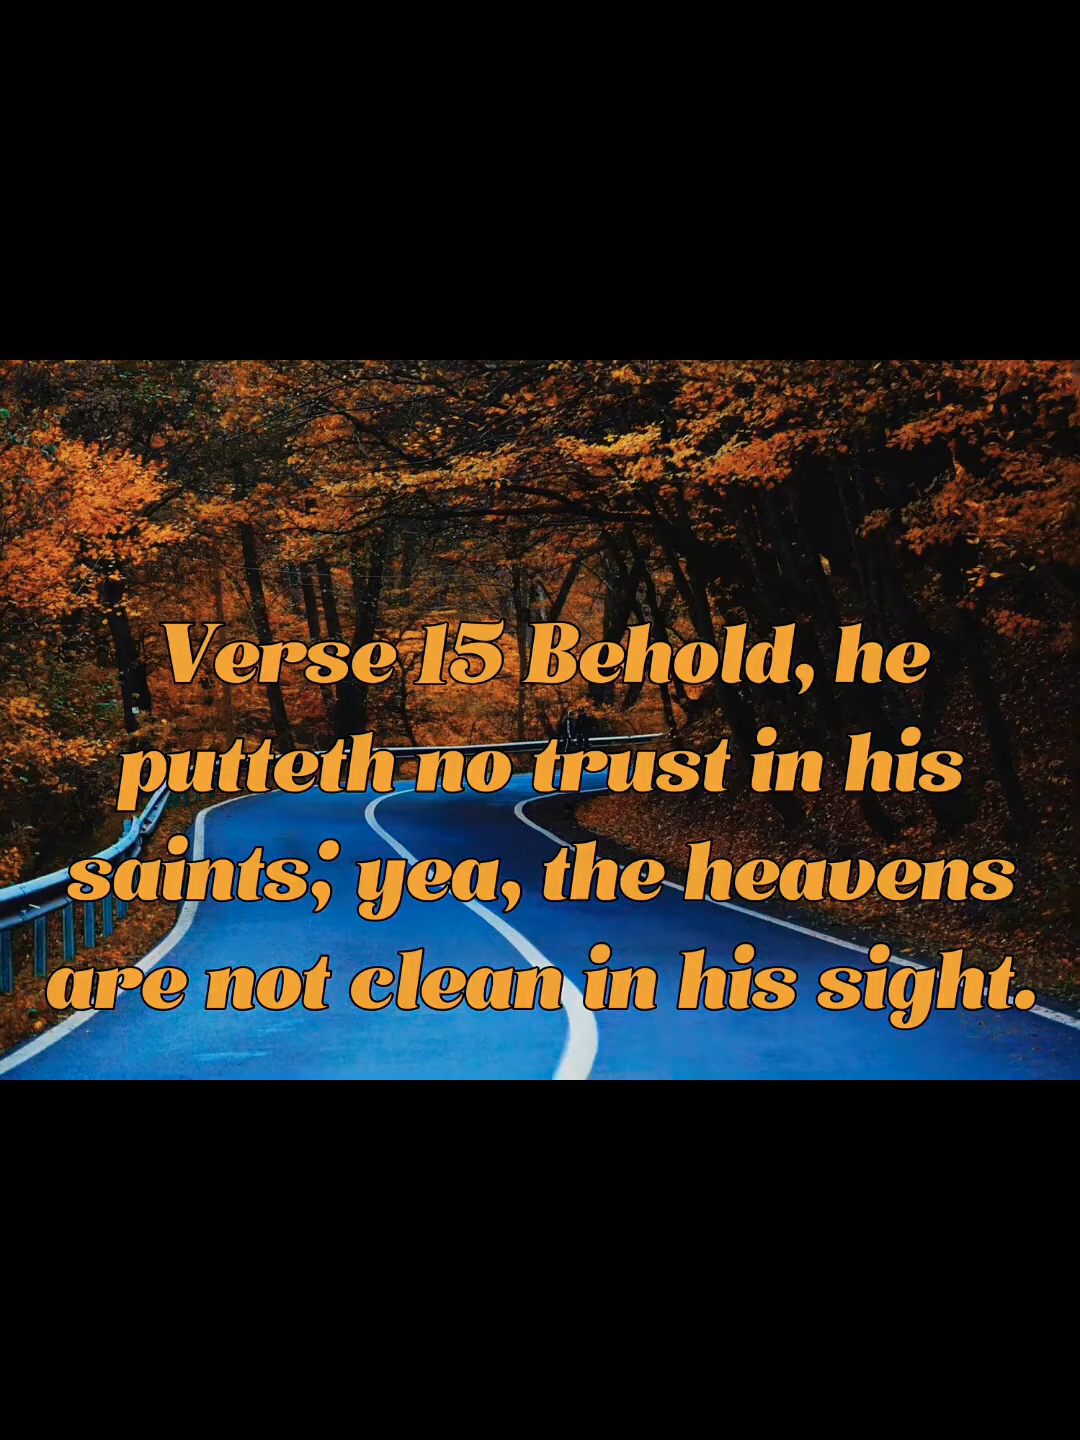 Verse 15 Behold, he
putteth no trust in his
saints; yea, the heavens
are not clean in his sight.